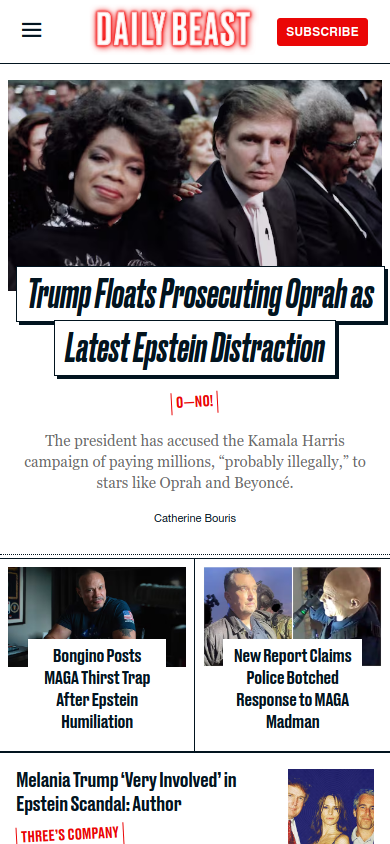 DAILY BEAST
SUBSCRIBE
Trump Floats Prosecuting Oprah as
Latest Epstein Distraction
O—NO!
The president has accused the Kamala Harris
campaign of paying millions, “probably illegally,” to
stars like Oprah and Beyoncé.
Catherine Bouris
Bongino Posts
MAGA Thirst Trap
After Epstein
Humiliation
New Report Claims
Police Botched
Response to MAGA
Madman
Melania Trump ‘Very Involved’ in
Epstein Scandal: Author
THREE’S COMPANY